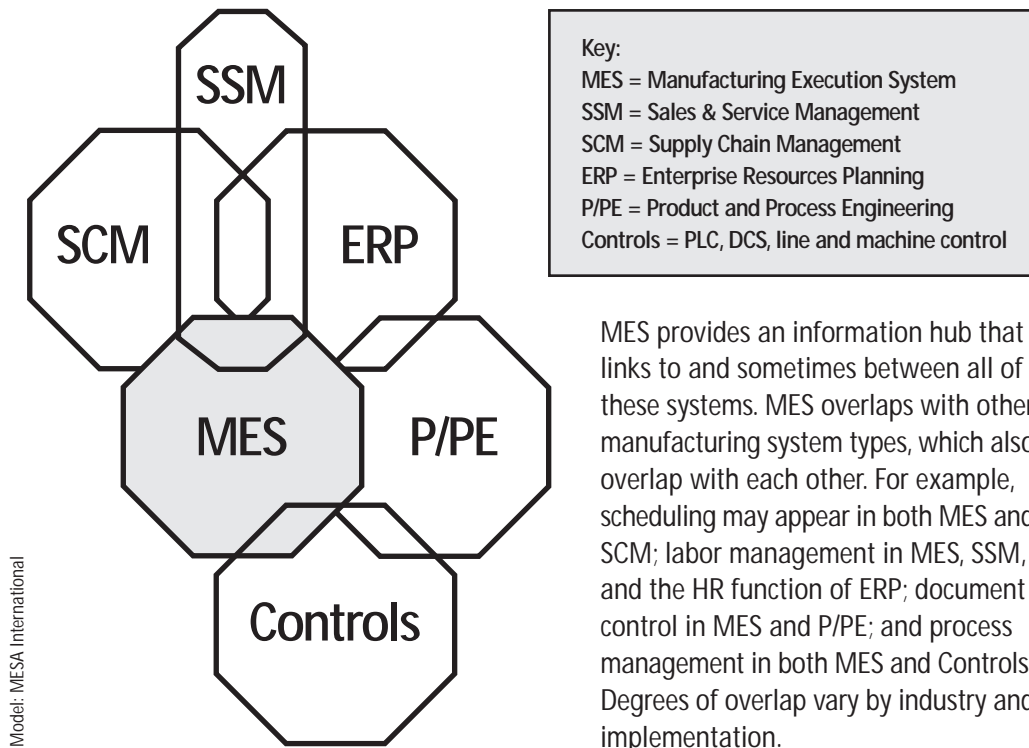 SSM
SCM
ERP
MES
P/PE
Controls
Model: MESA International
Key:
MES = Manufacturing Execution System
SSM = Sales & Service Management
SCM = Supply Chain Management
ERP = Enterprise Resources Planning
P/PE = Product and Process Engineering
Controls = PLC, DCS, line and machine control
MES provides an information hub that
links to and sometimes between all of
these systems. MES overlaps with other
manufacturing system types, which also
overlap with each other. For example,
scheduling may appear in both MES and
SCM; labor management in MES, SSM,
and the HR function of ERP; document
control in MES and P/PE; and process
management in both MES and Controls
Degrees of overlap vary by industry and
implementation.